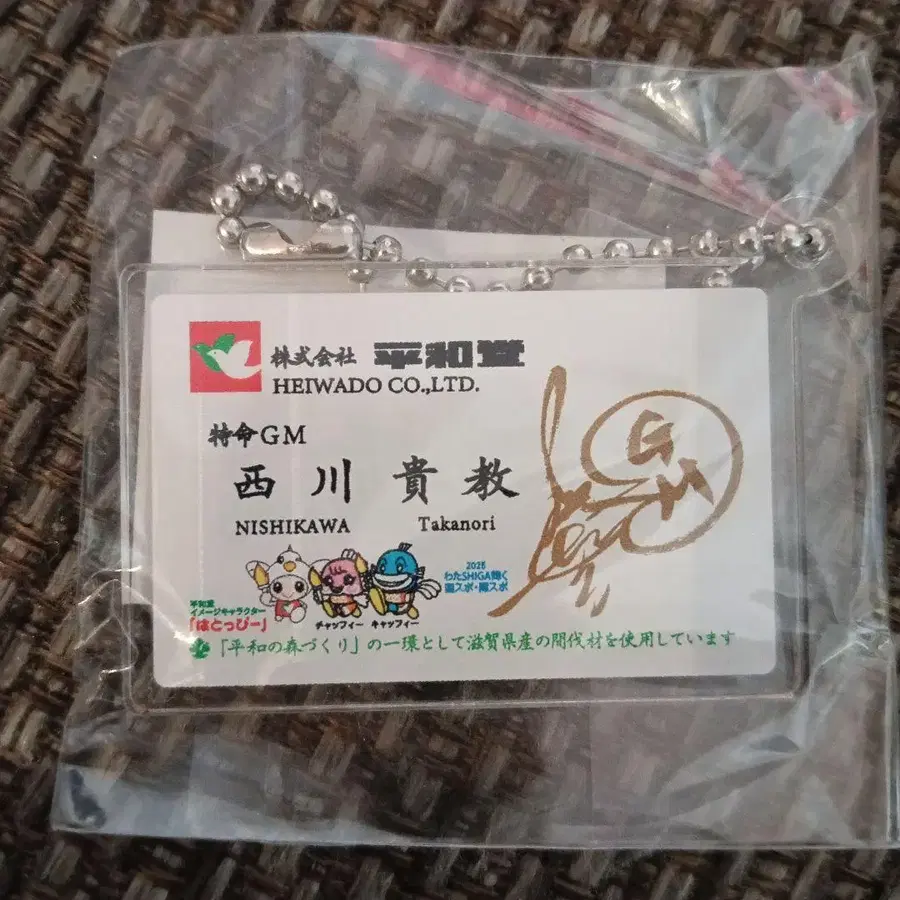 株式会社 平和堂
HEIWADO CO.,LTD.
特命GM
西川 貴教
NISHIKAWA Takanori
GM
2025
わたSHIGA輝く
国スポ・障スポ
平和堂
イメージキャラクター
「はとっぴー」
チャッフィー キャッフィー
「平和の森づくり」の一環として滋賀県産の間伐材を使用しています